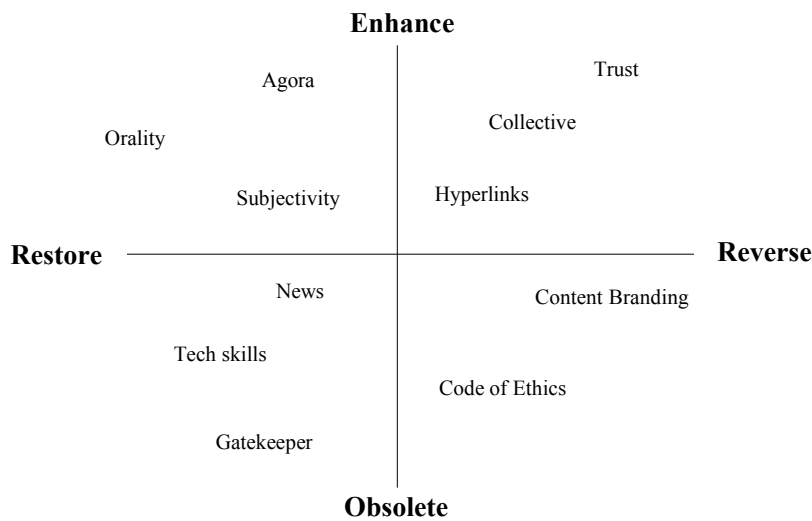 Enhance
Trust
Agora
Collective
Orality
Subjectivity
Hyperlinks
Restore
Reverse
News
Content Branding
Tech skills
Code of Ethics
Gatekeeper
Obsolete